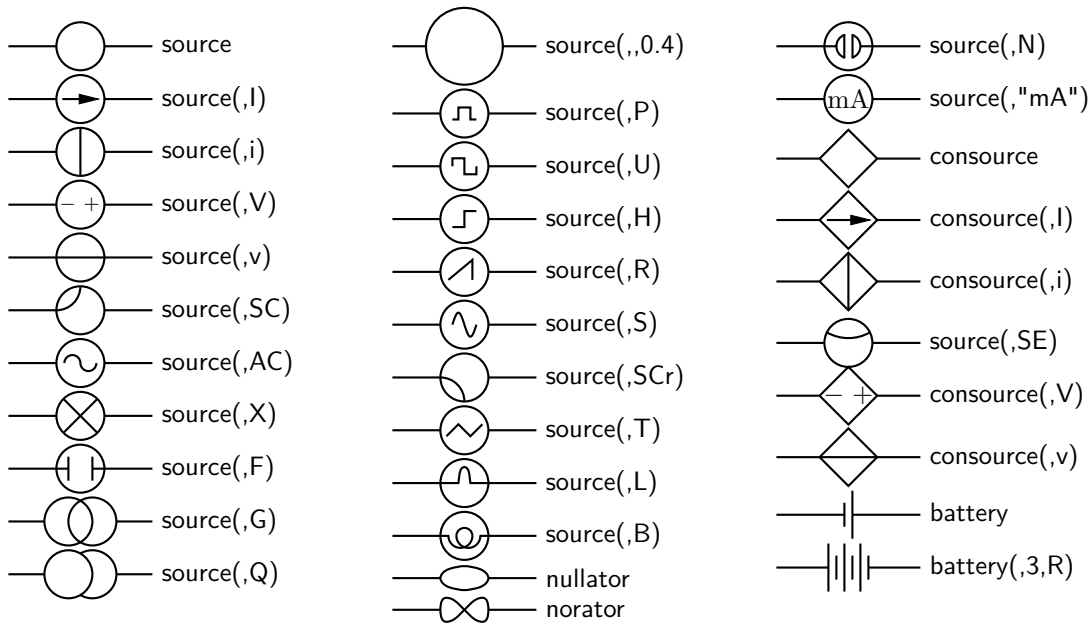 source
source(,I)
source(,i)
− +
source(,V)
source(,v)
source(,SC)
source(,AC)
source(,X)
source(,F)
source(,G)
source(,Q)
source(,,0.4)
source(,P)
source(,U)
source(,H)
source(,R)
source(,S)
source(,SCr)
source(,T)
source(,L)
source(,B)
nullator
norator
source(,N)
mA
source(,"mA")
consource
consource(,I)
consource(,i)
source(,SE)
− +
consource(,V)
consource(,v)
battery
battery(,3,R)